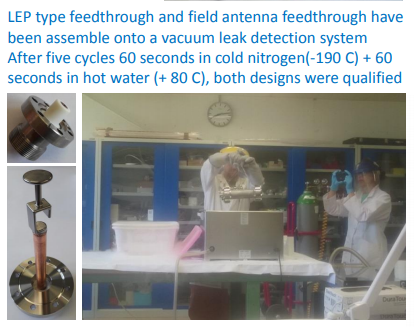 LEP type feedthrough and field antenna feedthrough have
been assemble onto a vacuum leak detection system
After five cycles 60 seconds in cold nitrogen(-190 C) + 60
seconds in hot water (+ 80 C), both designs were qualified